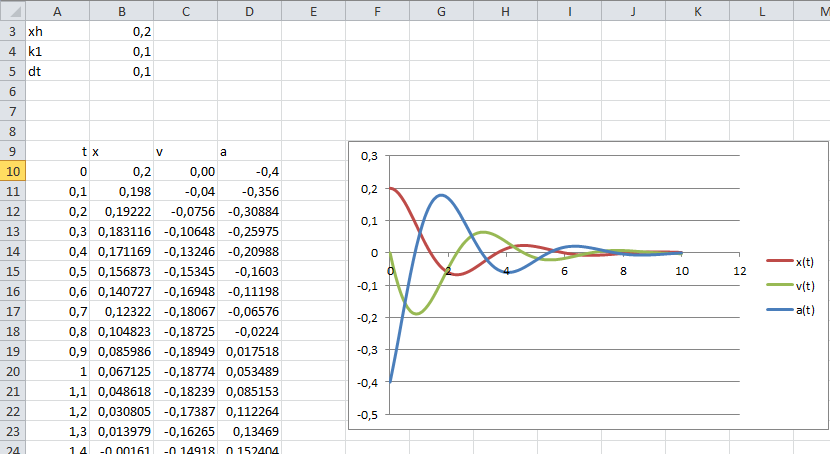 A B C D E F G H I J K L M
3 xh 0,2
4 k1 0,1
5 dt 0,1
6
7
8
9 t x v a
10 0 0,2 0,00 -0,4
11 0,1 0,198 -0,04 -0,356
12 0,2 0,19222 -0,0756 -0,30884
13 0,3 0,183116 -0,10648 -0,25975
14 0,4 0,171169 -0,13246 -0,20988
15 0,5 0,156873 -0,15345 -0,1603
16 0,6 0,140727 -0,16948 -0,11198
17 0,7 0,12322 -0,18067 -0,06576
18 0,8 0,104823 -0,18725 -0,0224
19 0,9 0,085986 -0,18949 0,017518
20 1 0,067125 -0,18774 0,053489
21 1,1 0,048618 -0,18239 0,085153
22 1,2 0,030805 -0,17387 0,112264
23 1,3 0,013979 -0,16265 0,13469
24 1,4 -0,00161 -0,14918 0,152404
0,3
0,2
0,1
0
-0,1
-0,2
-0,3
-0,4
-0,5
0 2 4 6 8 10 12
x(t)
v(t)
a(t)